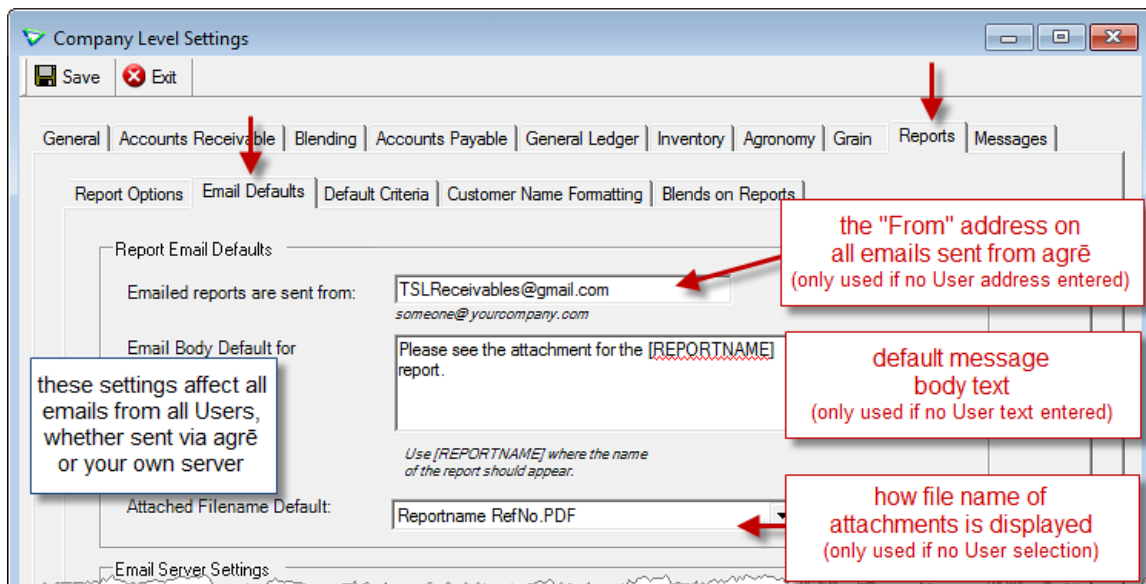 Company Level Settings
Save Exit
General Accounts Receivable Blending Accounts Payable General Ledger Inventory Agronomy Grain Reports Messages
Report Options Email Defaults Default Criteria Customer Name Formatting Blends on Reports
the "From" address on
all emails sent from agrē
(only used if no User address entered)
Report Email Defaults
Emailed reports are sent from: TSLReceivables@gmail.com
someone@yourcompany.com
Email Body Default for
Please see the attachment for the [REPORTNAME]
report.
default message
body text
(only used if no User text entered)
these settings affect all
emails from all Users,
whether sent via agrē
or your own server
Use [REPORTNAME] where the name
of the report should appear.
Attached Filename Default: Reportname RefNo.PDF
how file name of
attachments is displayed
(only used if no User selection)
Email Server Settings